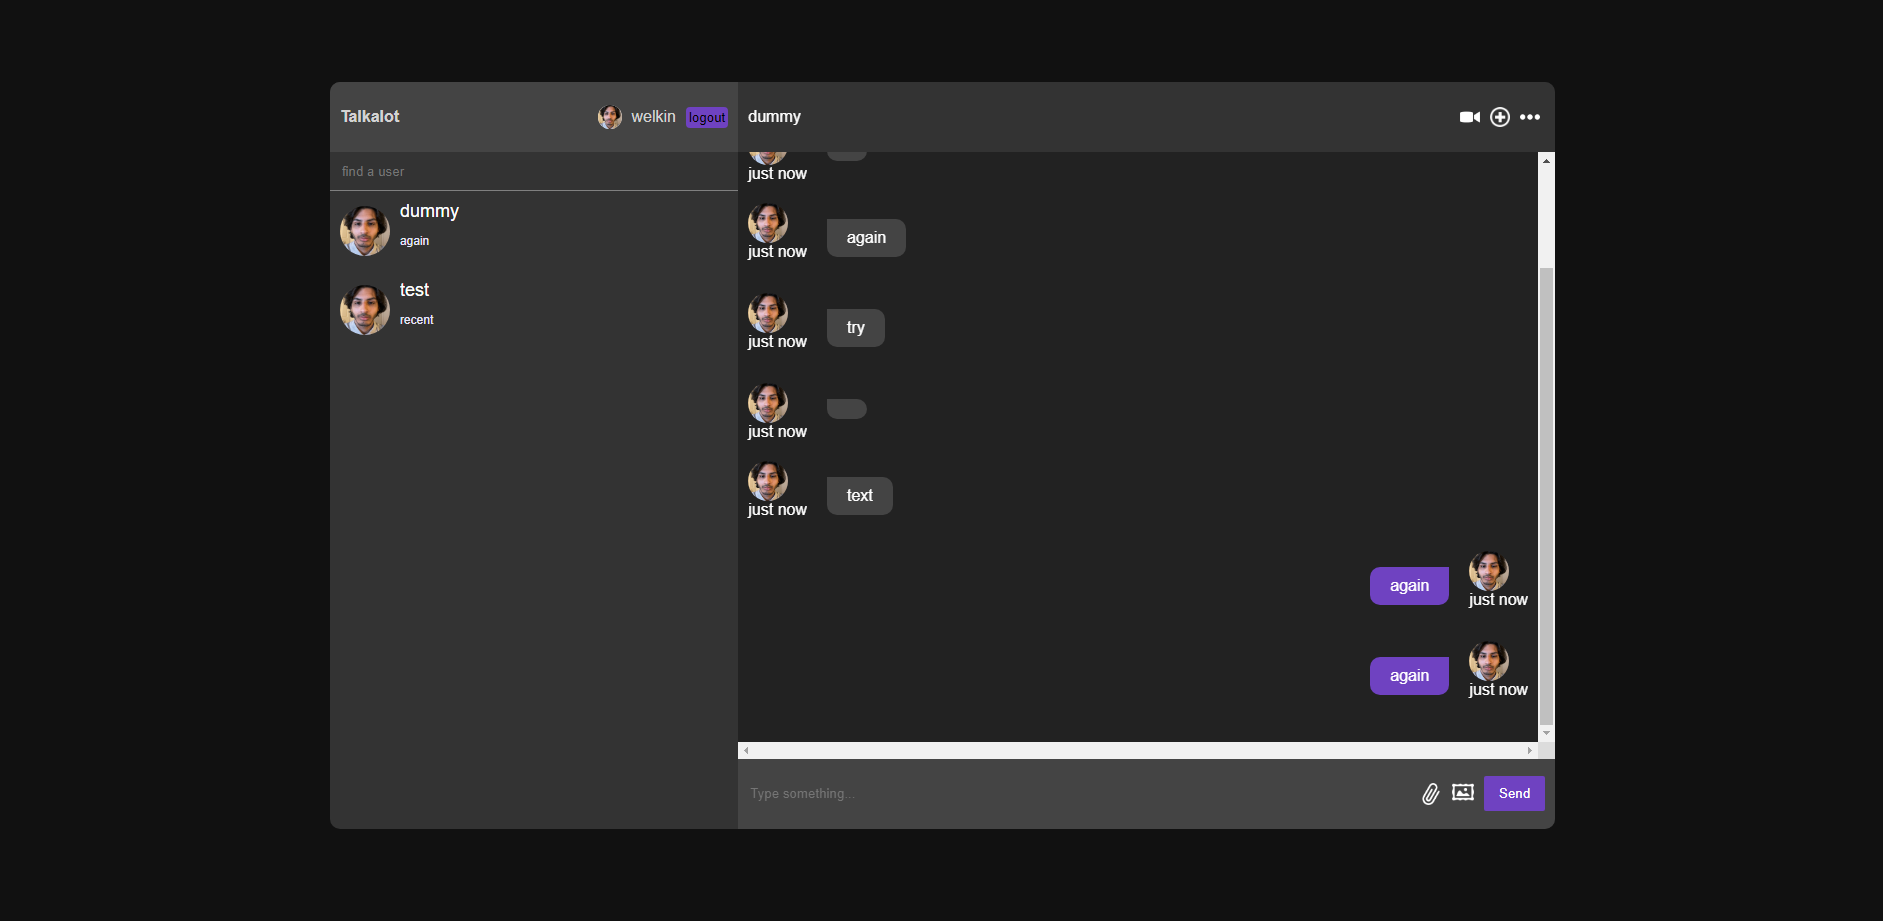 Talkalot
welkin
logout
find a user
dummy
again
test
recent
dummy
just now
again
just now
try
just now
just now
text
just now
again
just now
again
just now
Type something...
Send